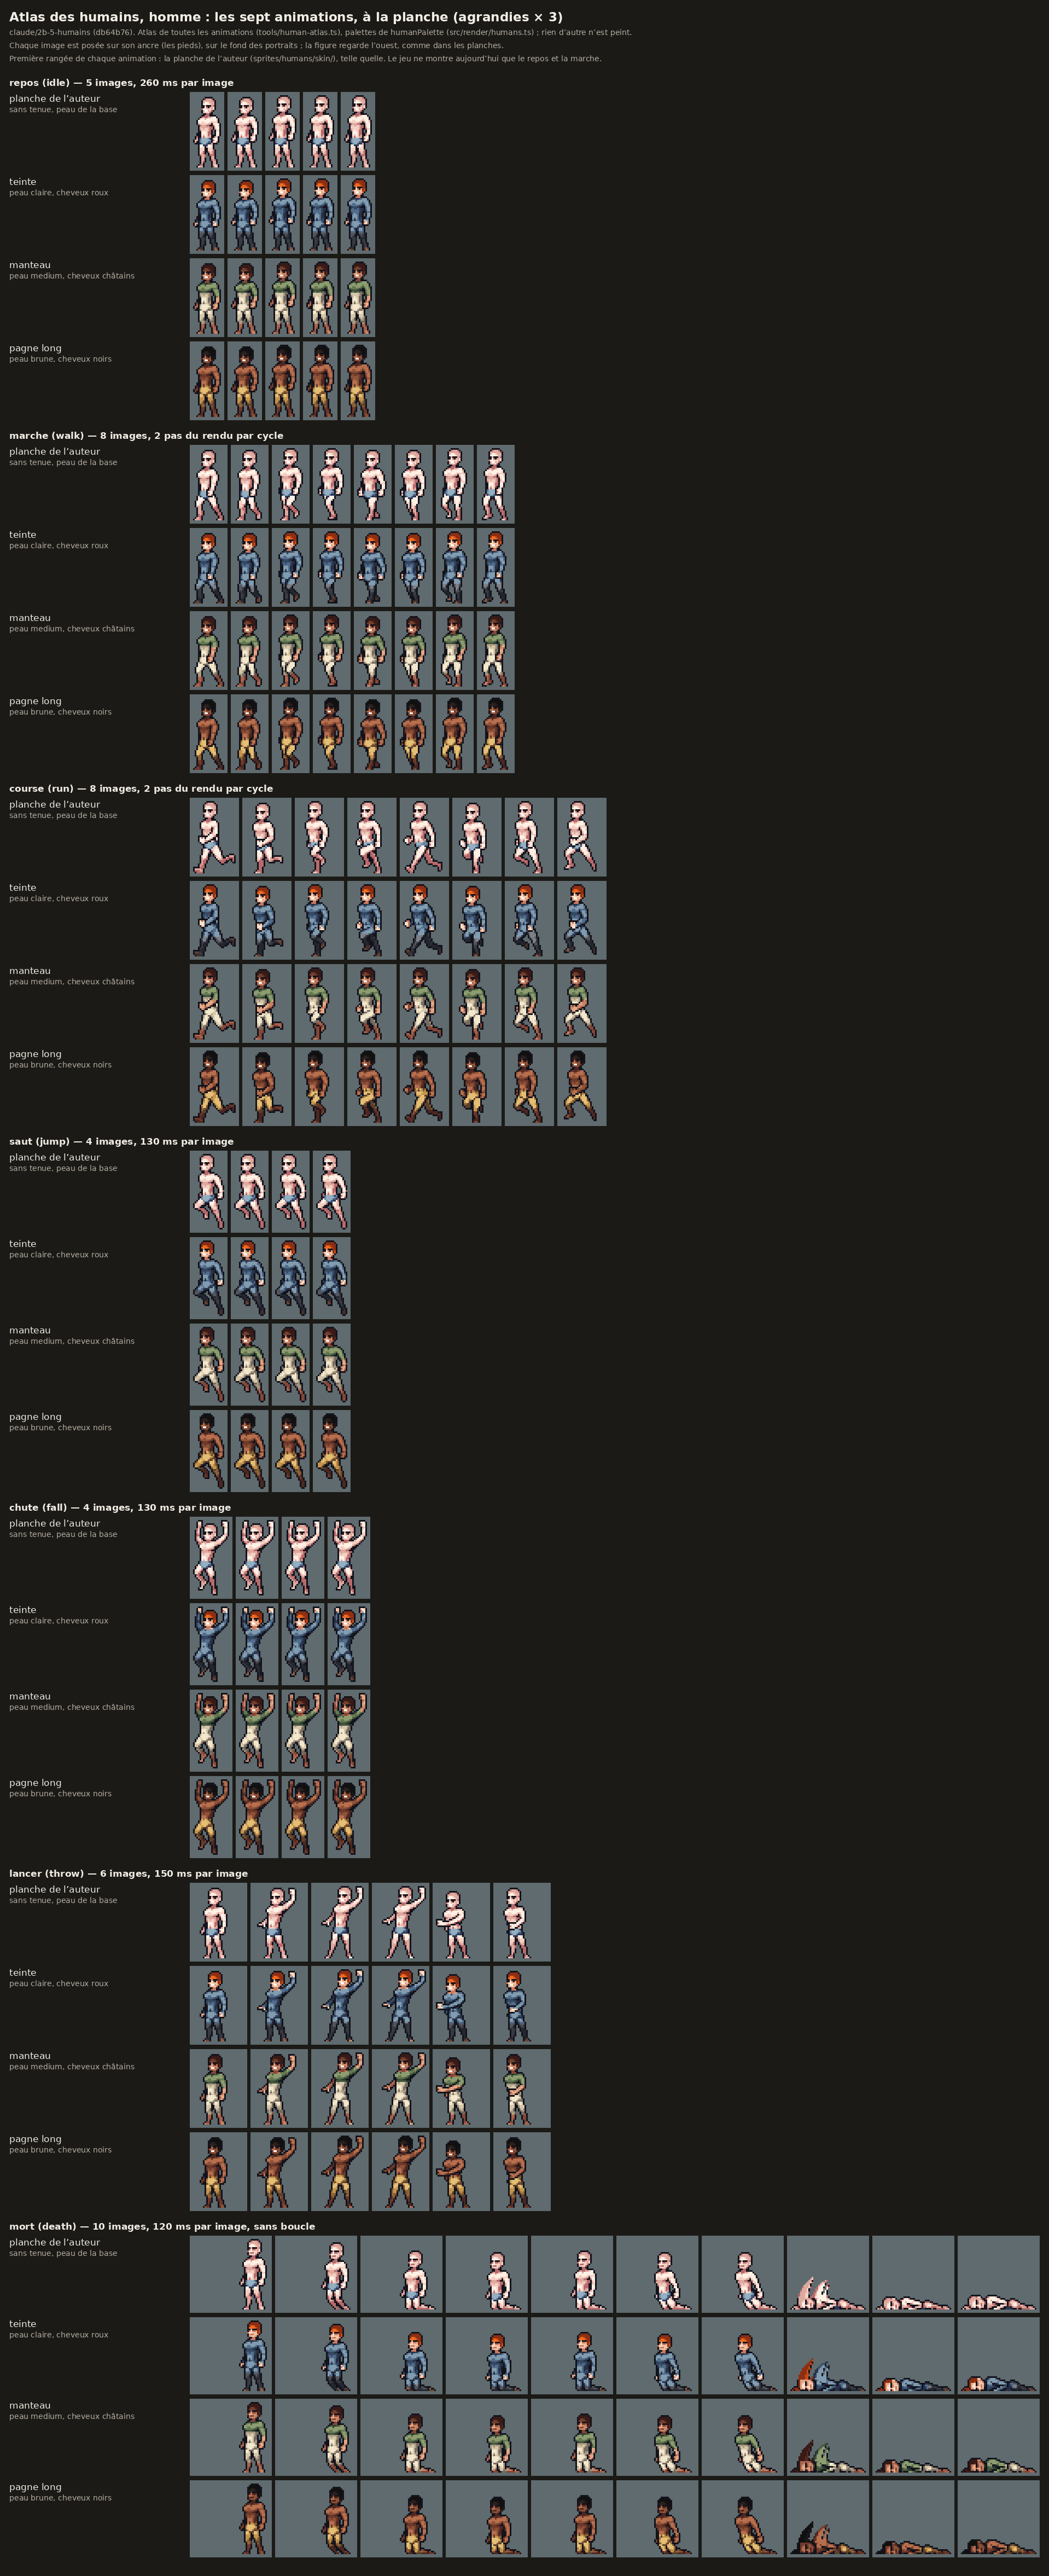 Atlas des humains, homme : les sept animations, à la planche (agrandies × 3)
claude/2b-5-humains (db64b76). Atlas de toutes les animations (tools/human-atlas.ts), palettes de humanPalette (src/render/humans.ts) ; rien d’autre n’est peint.
Chaque image est posée sur son ancre (les pieds), sur le fond des portraits ; la figure regarde l’ouest, comme dans les planches.
Première rangée de chaque animation : la planche de l’auteur (sprites/humans/skin/), telle quelle. Le jeu ne montre aujourd’hui que le repos et la marche.
repos (idle) — 5 images, 260 ms par image
planche de l’auteur
sans tenue, peau de la base
teinte
peau claire, cheveux roux
manteau
peau medium, cheveux châtains
pagne long
peau brune, cheveux noirs
marche (walk) — 8 images, 2 pas du rendu par cycle
planche de l’auteur
sans tenue, peau de la base
teinte
peau claire, cheveux roux
manteau
peau medium, cheveux châtains
pagne long
peau brune, cheveux noirs
course (run) — 8 images, 2 pas du rendu par cycle
planche de l’auteur
sans tenue, peau de la base
teinte
peau claire, cheveux roux
manteau
peau medium, cheveux châtains
pagne long
peau brune, cheveux noirs
saut (jump) — 4 images, 130 ms par image
planche de l’auteur
sans tenue, peau de la base
teinte
peau claire, cheveux roux
manteau
peau medium, cheveux châtains
pagne long
peau brune, cheveux noirs
chute (fall) — 4 images, 130 ms par image
planche de l’auteur
sans tenue, peau de la base
teinte
peau claire, cheveux roux
manteau
peau medium, cheveux châtains
pagne long
peau brune, cheveux noirs
lancer (throw) — 6 images, 150 ms par image
planche de l’auteur
sans tenue, peau de la base
teinte
peau claire, cheveux roux
manteau
peau medium, cheveux châtains
pagne long
peau brune, cheveux noirs
mort (death) — 10 images, 120 ms par image, sans boucle
planche de l’auteur
sans tenue, peau de la base
teinte
peau claire, cheveux roux
manteau
peau medium, cheveux châtains
pagne long
peau brune, cheveux noirs